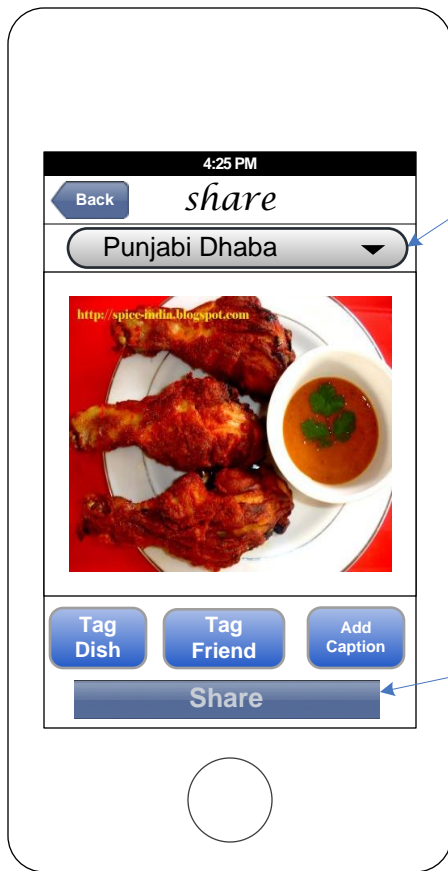 4:25 PM
Back
share
Punjabi Dhaba
http://spice-india.blogspot.com
Tag
Dish
Tag
Friend
Add
Caption
Share